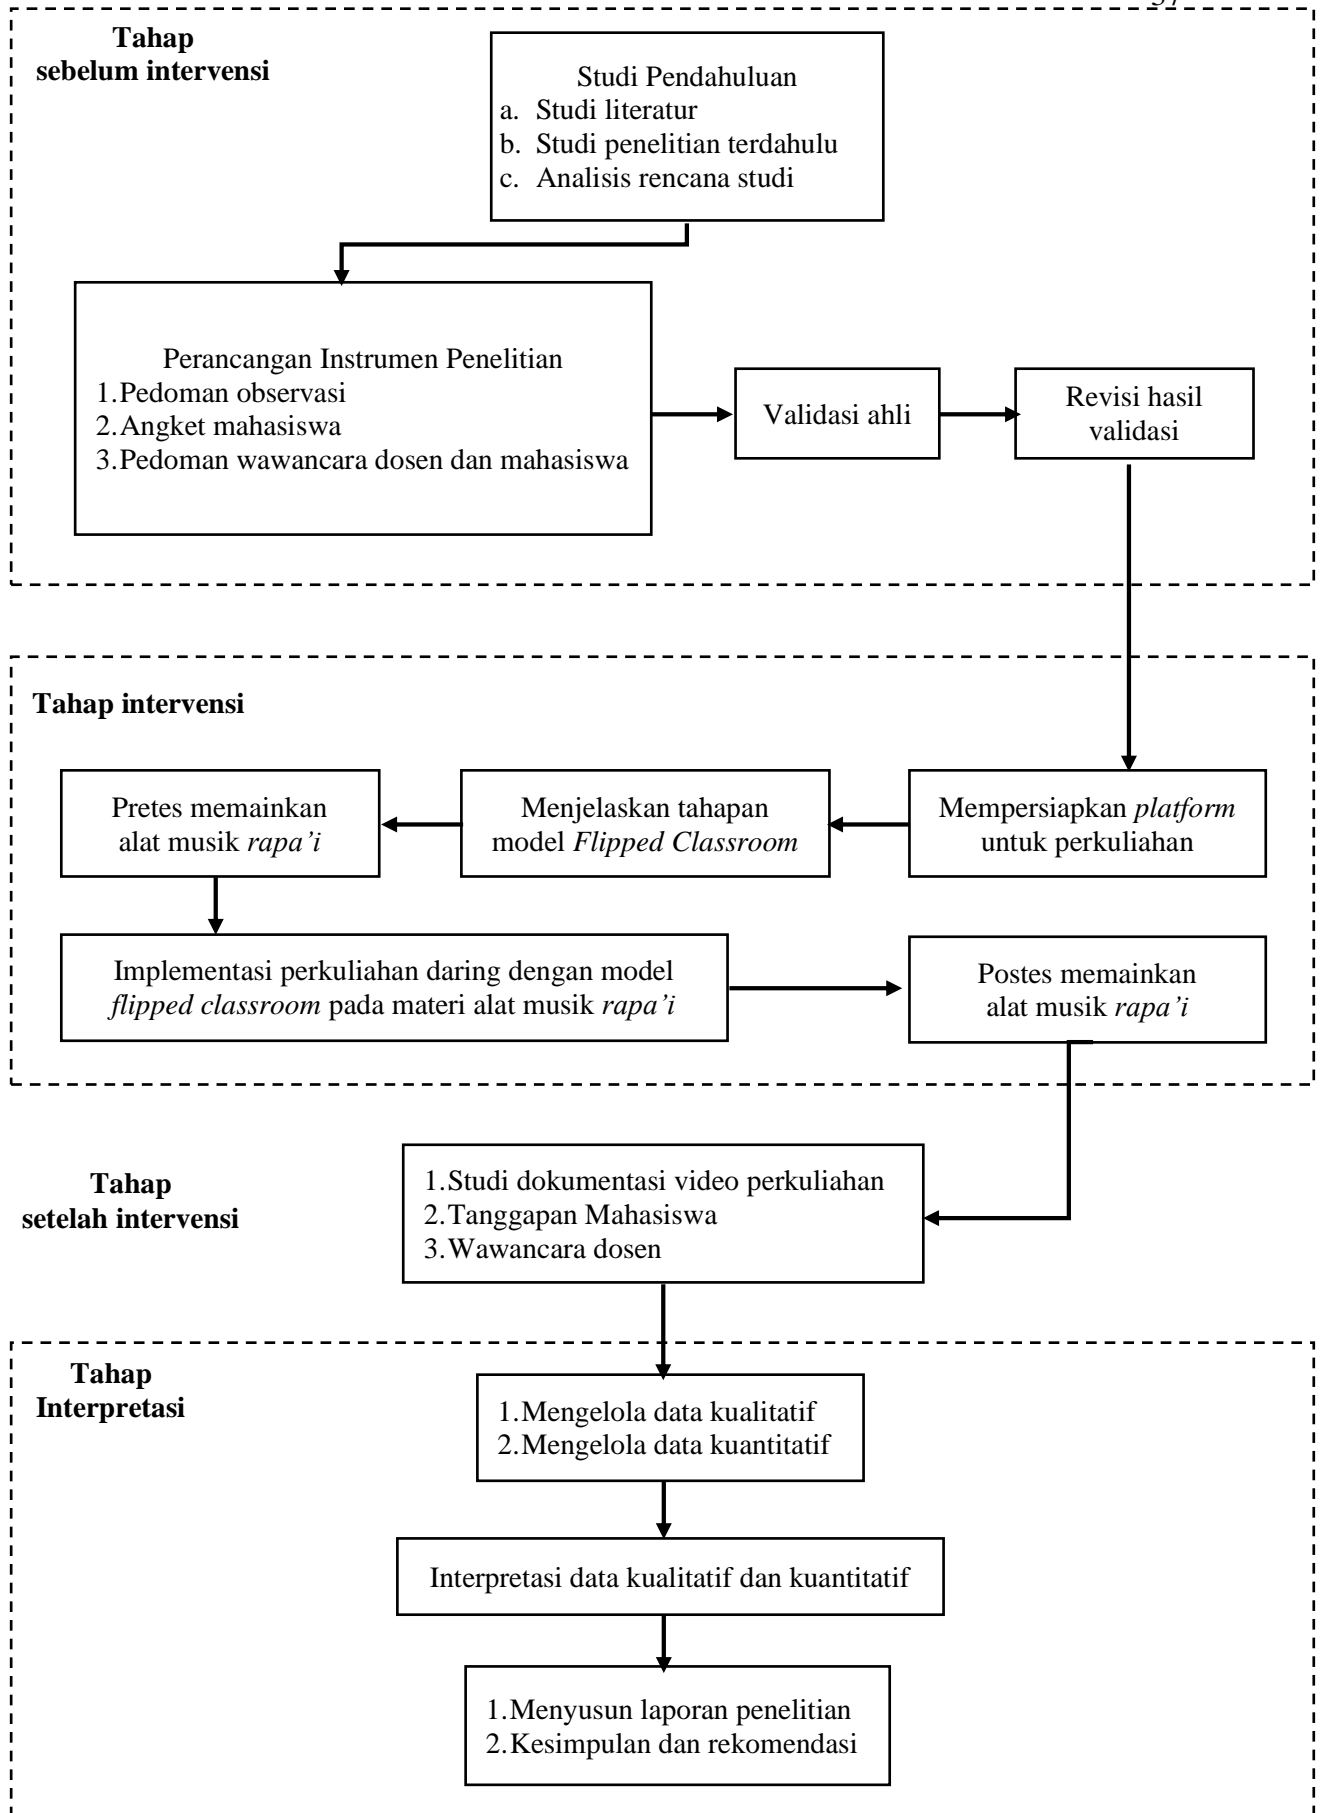 Tahap
sebelum intervensi
Studi Pendahuluan
a. Studi literatur
b. Studi penelitian terdahulu
c. Analisis rencana studi
Perancangan Instrumen Penelitian
1.Pedoman observasi
2.Angket mahasiswa
3.Pedoman wawancara dosen dan mahasiswa
Validasi ahli
Revisi hasil
validasi
Tahap intervensi
Mempersiapkan platform
untuk perkuliahan
Menjelaskan tahapan
model Flipped Classroom
Pretes memainkan
alat musik rapa’i
Implementasi perkuliahan daring dengan model
flipped classroom pada materi alat musik rapa’i
Postes memainkan
alat musik rapa’i
Tahap
setelah intervensi
1.Studi dokumentasi video perkuliahan
2.Tanggapan Mahasiswa
3.Wawancara dosen
Tahap
Interpretasi
1.Mengelola data kualitatif
2.Mengelola data kuantitatif
Interpretasi data kualitatif dan kuantitatif
1.Menyusun laporan penelitian
2.Kesimpulan dan rekomendasi